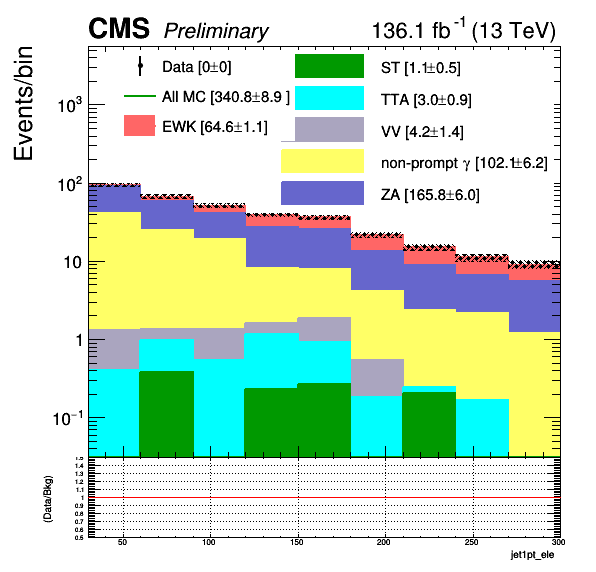 CMS Preliminary 136.1 fb⁻¹ (13 TeV)
Events/bin
Data [0±0]
All MC [340.8±8.9 ]
EWK [64.6±1.1]
ST [1.1±0.5]
TTA [3.0±0.9]
VV [4.2±1.4]
non-prompt γ [102.1±6.2]
ZA [165.8±6.0]
10³
10²
10
1
10⁻¹
(Data/Bkg)
1.5
1.4
1.3
1.2
1.1
1
0.9
0.8
0.7
0.6
0.5
50 100 150 200 250 300
jet1pt_ele